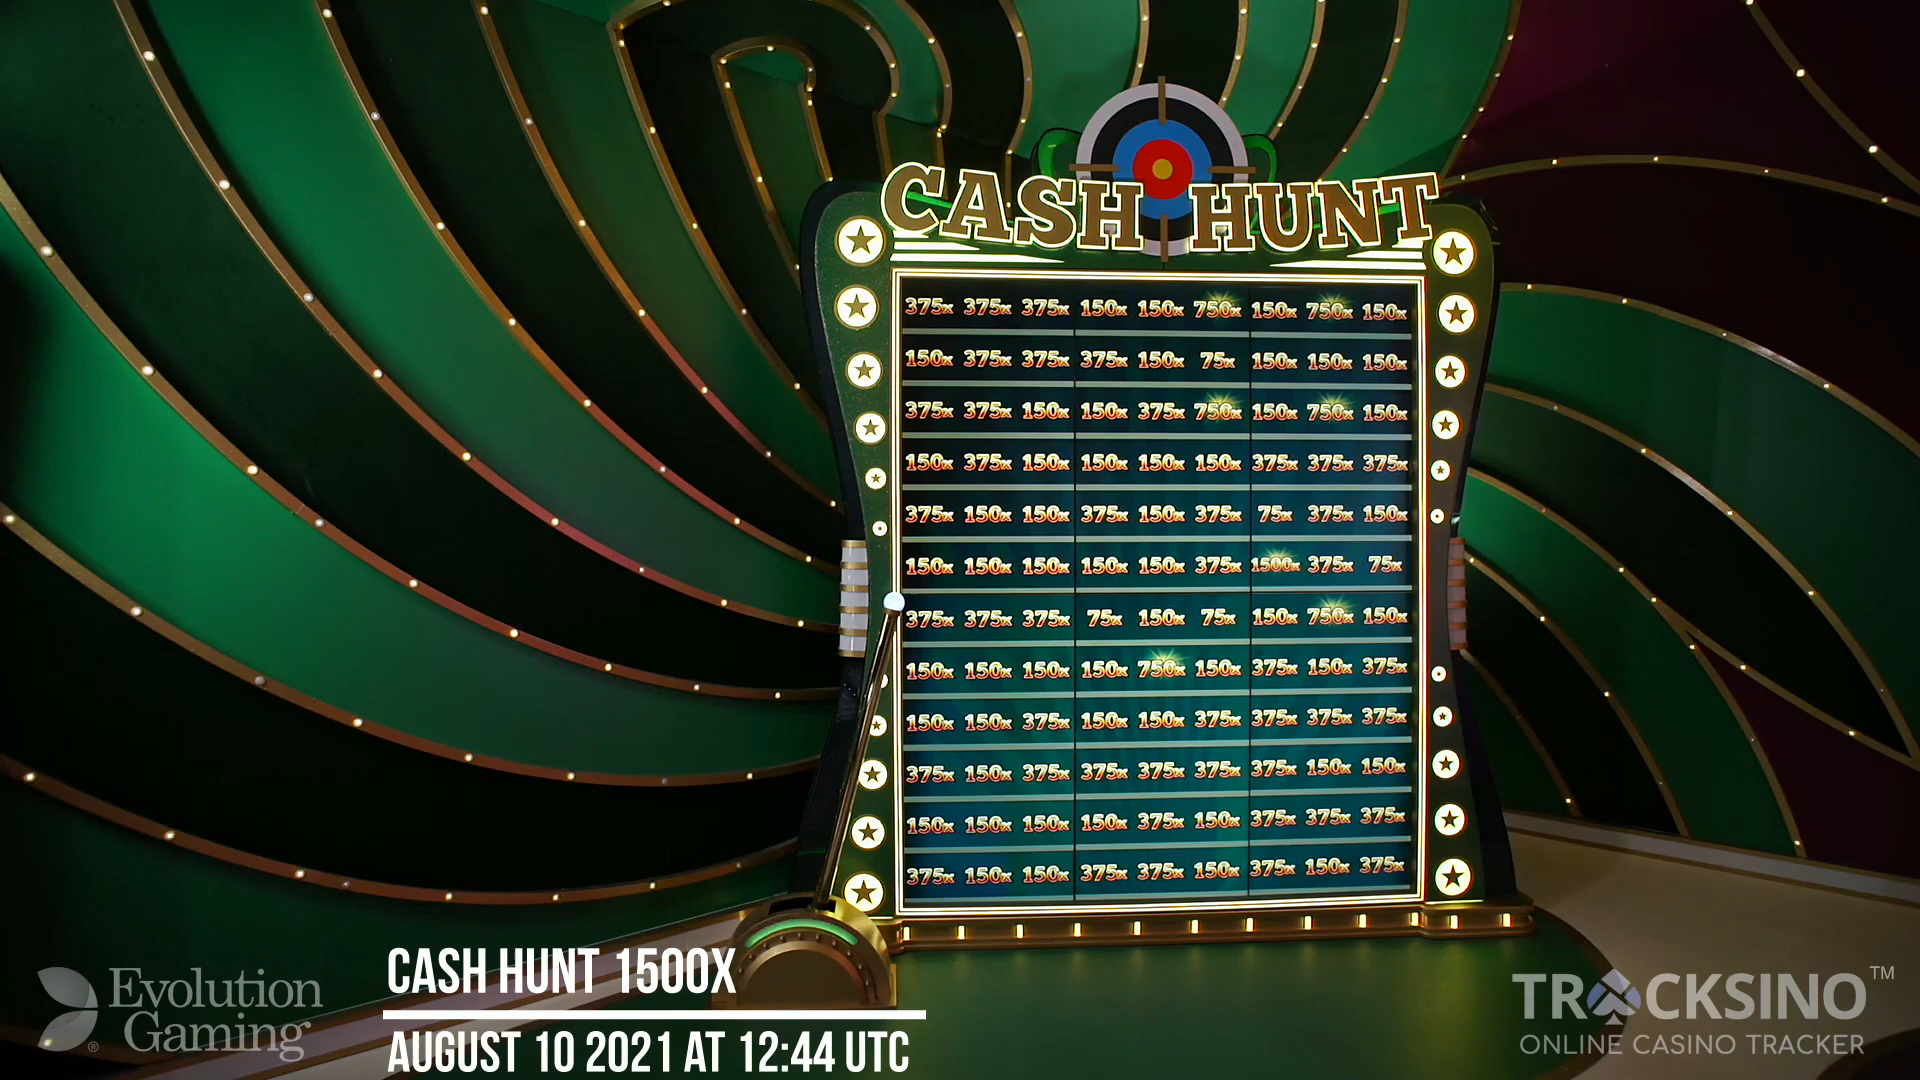 CASH HUNT
375x 375x 375x 150x 150x 750x 150x 750x 150x
150x 375x 375x 375x 150x 75x 150x 150x 150x
375x 375x 150x 150x 375x 750x 150x 750x 150x
150x 375x 150x 150x 150x 150x 375x 375x 375x
375x 150x 150x 375x 150x 375x 75x 375x 150x
150x 150x 150x 150x 150x 375x 1500x 375x 75x
375x 375x 375x 75x 150x 75x 150x 750x 150x
150x 150x 150x 150x 750x 150x 375x 150x 375x
150x 150x 375x 150x 150x 375x 375x 375x 375x
375x 150x 375x 375x 375x 375x 375x 150x 150x
150x 150x 150x 150x 375x 150x 375x 375x 375x
375x 150x 150x 375x 375x 150x 375x 150x 375x
Evolution
Gaming®
CASH HUNT 1500X
AUGUST 10 2021 AT 12:44 UTC
TRACKSINO™
ONLINE CASINO TRACKER